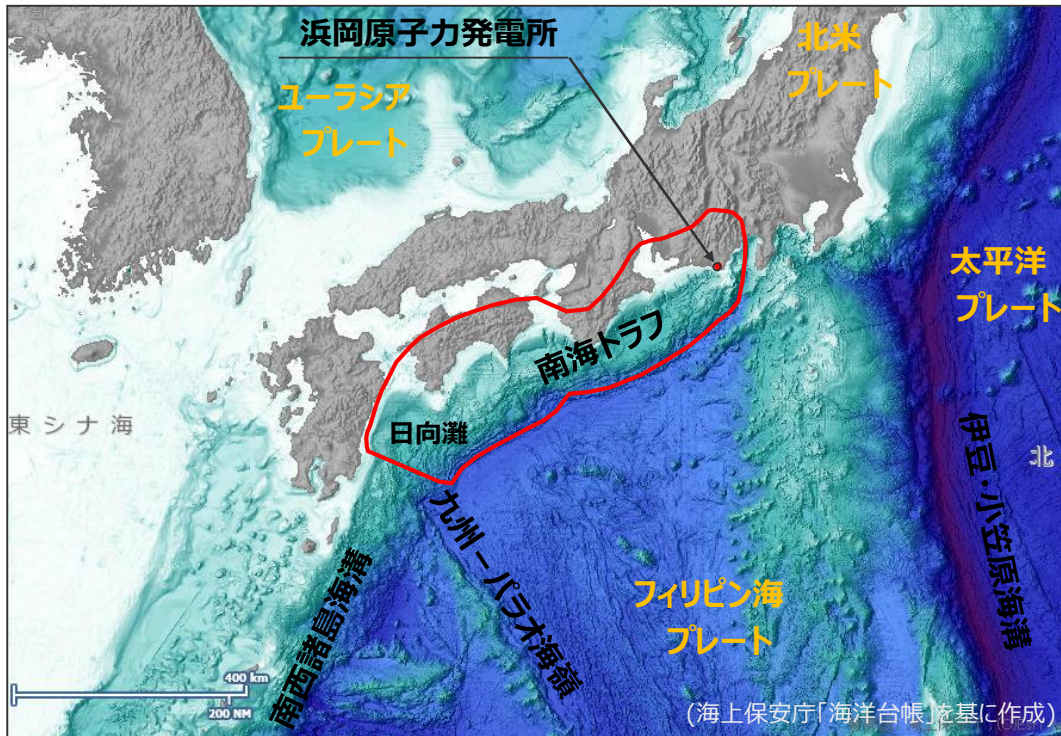 浜岡原子力発電所
北米
プレート
ユーラシア
プレート
太平洋
プレート
南海トラフ
東シナ海
日向灘
北
伊豆・小笠原海溝
九州－パラオ海嶺
南西諸島海溝
フィリピン海
プレート
400 km
200 NM
(海上保安庁「海洋台帳」を基に作成)